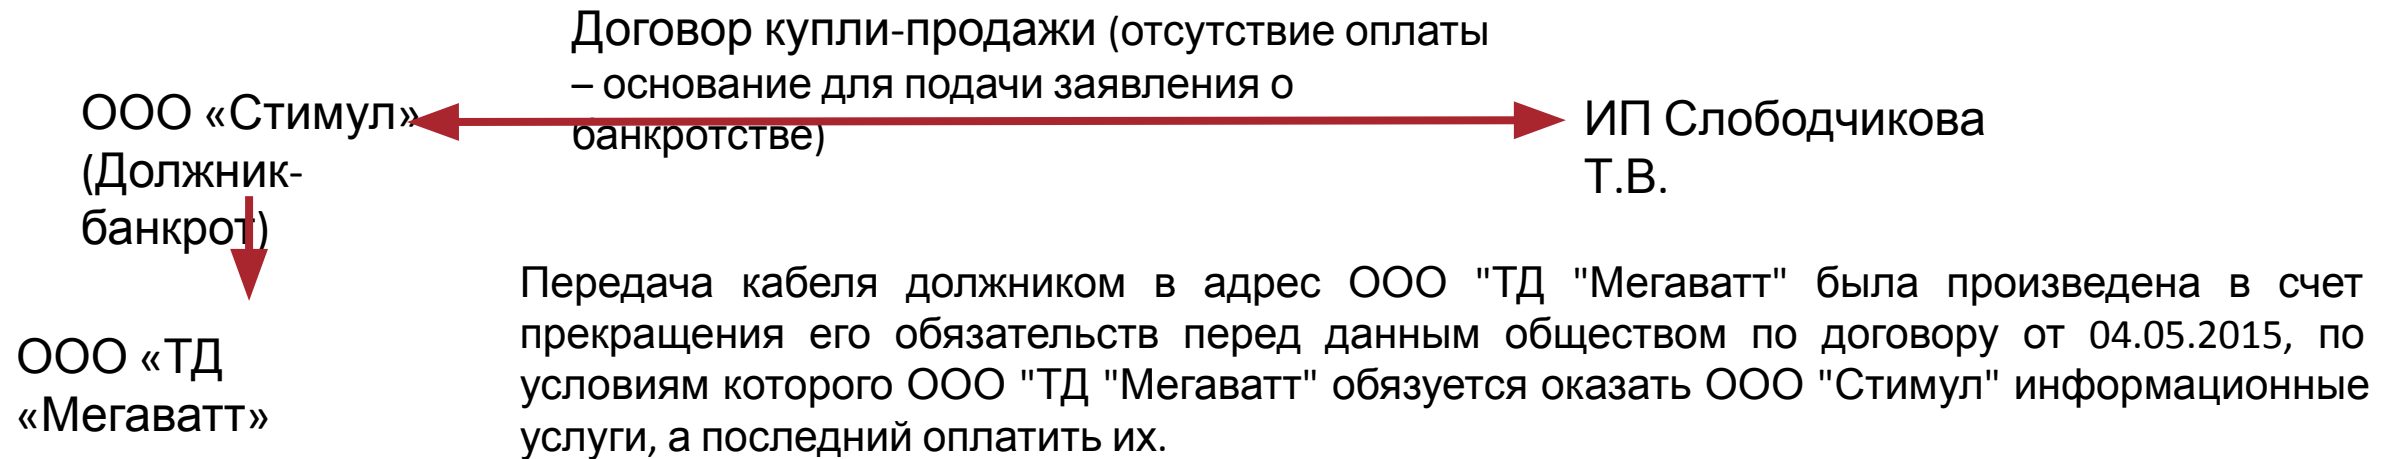 Договор купли-продажи (отсутствие оплаты
– основание для подачи заявления о
банкротстве)
ООО «Стимул»
(Должник-
банкрот)
ИП Слободчикова
Т.В.
Передача кабеля должником в адрес ООО "ТД "Мегаватт" была произведена в счет
прекращения его обязательств перед данным обществом по договору от 04.05.2015, по
условиям которого ООО "ТД "Мегаватт" обязуется оказать ООО "Стимул" информационные
услуги, а последний оплатить их.
ООО «ТД
«Мегаватт»